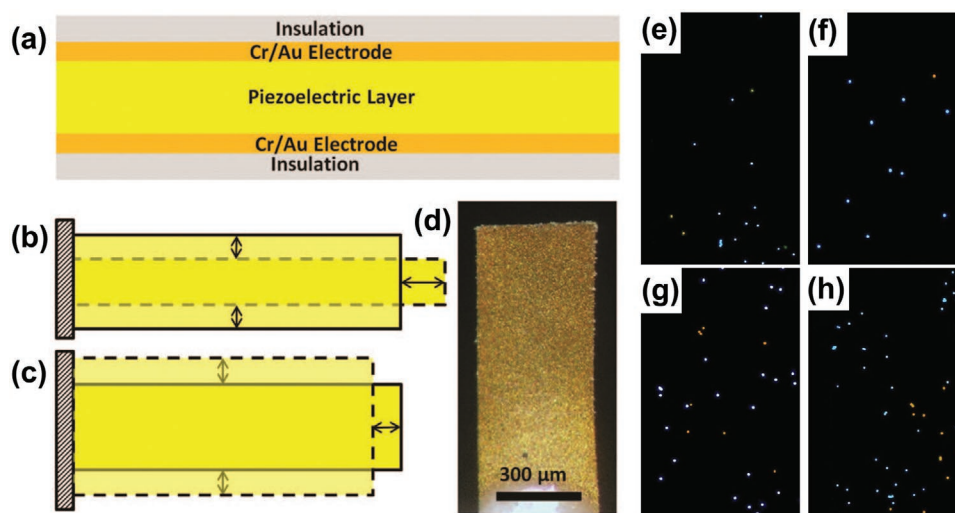 (a)
Insulation
Cr/Au Electrode
Piezoelectric Layer
Cr/Au Electrode
Insulation
(b)
(c)
(d)
300 µm
(e)
(f)
(g)
(h)